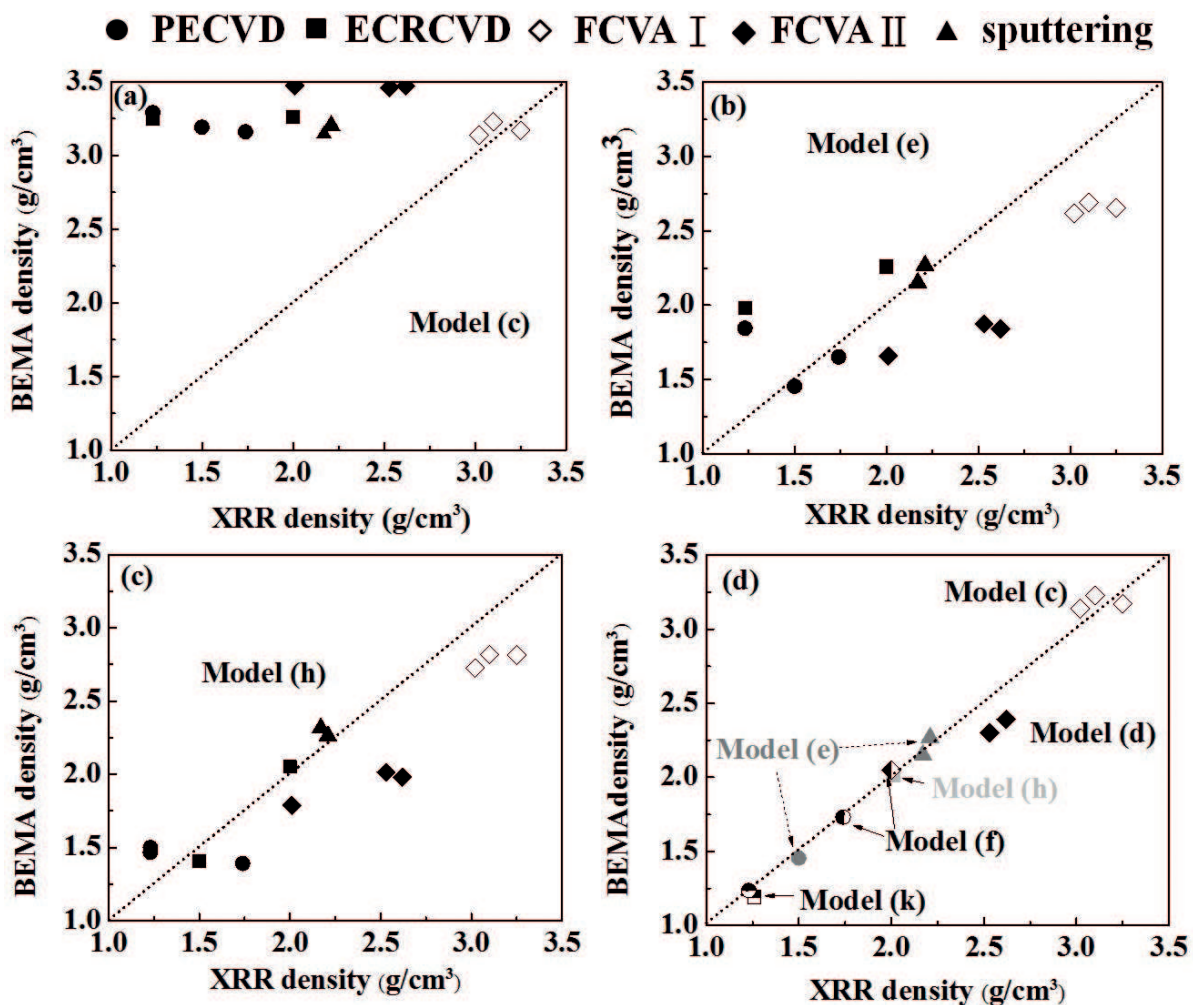 ● PECVD ■ ECRCVD ◇ FCVA I ◆ FCVA II ▲ sputtering
(a)
Model (c)
BEMA density (g/cm³)
3.5
3.0
2.5
2.0
1.5
1.0
1.0 1.5 2.0 2.5 3.0 3.5
XRR density (g/cm³)
(b)
Model (e)
BEMA density (g/cm³)
3.5
3.0
2.5
2.0
1.5
1.0
1.0 1.5 2.0 2.5 3.0 3.5
XRR density (g/cm³)
(c)
Model (h)
BEMA density (g/cm³)
3.5
3.0
2.5
2.0
1.5
1.0
1.0 1.5 2.0 2.5 3.0 3.5
XRR density (g/cm³)
(d)
Model (c)
Model (d)
Model (e)
Model (h)
Model (f)
Model (k)
BEMAdensity (g/cm³)
3.5
3.0
2.5
2.0
1.5
1.0
1.0 1.5 2.0 2.5 3.0 3.5
XRR density (g/cm³)